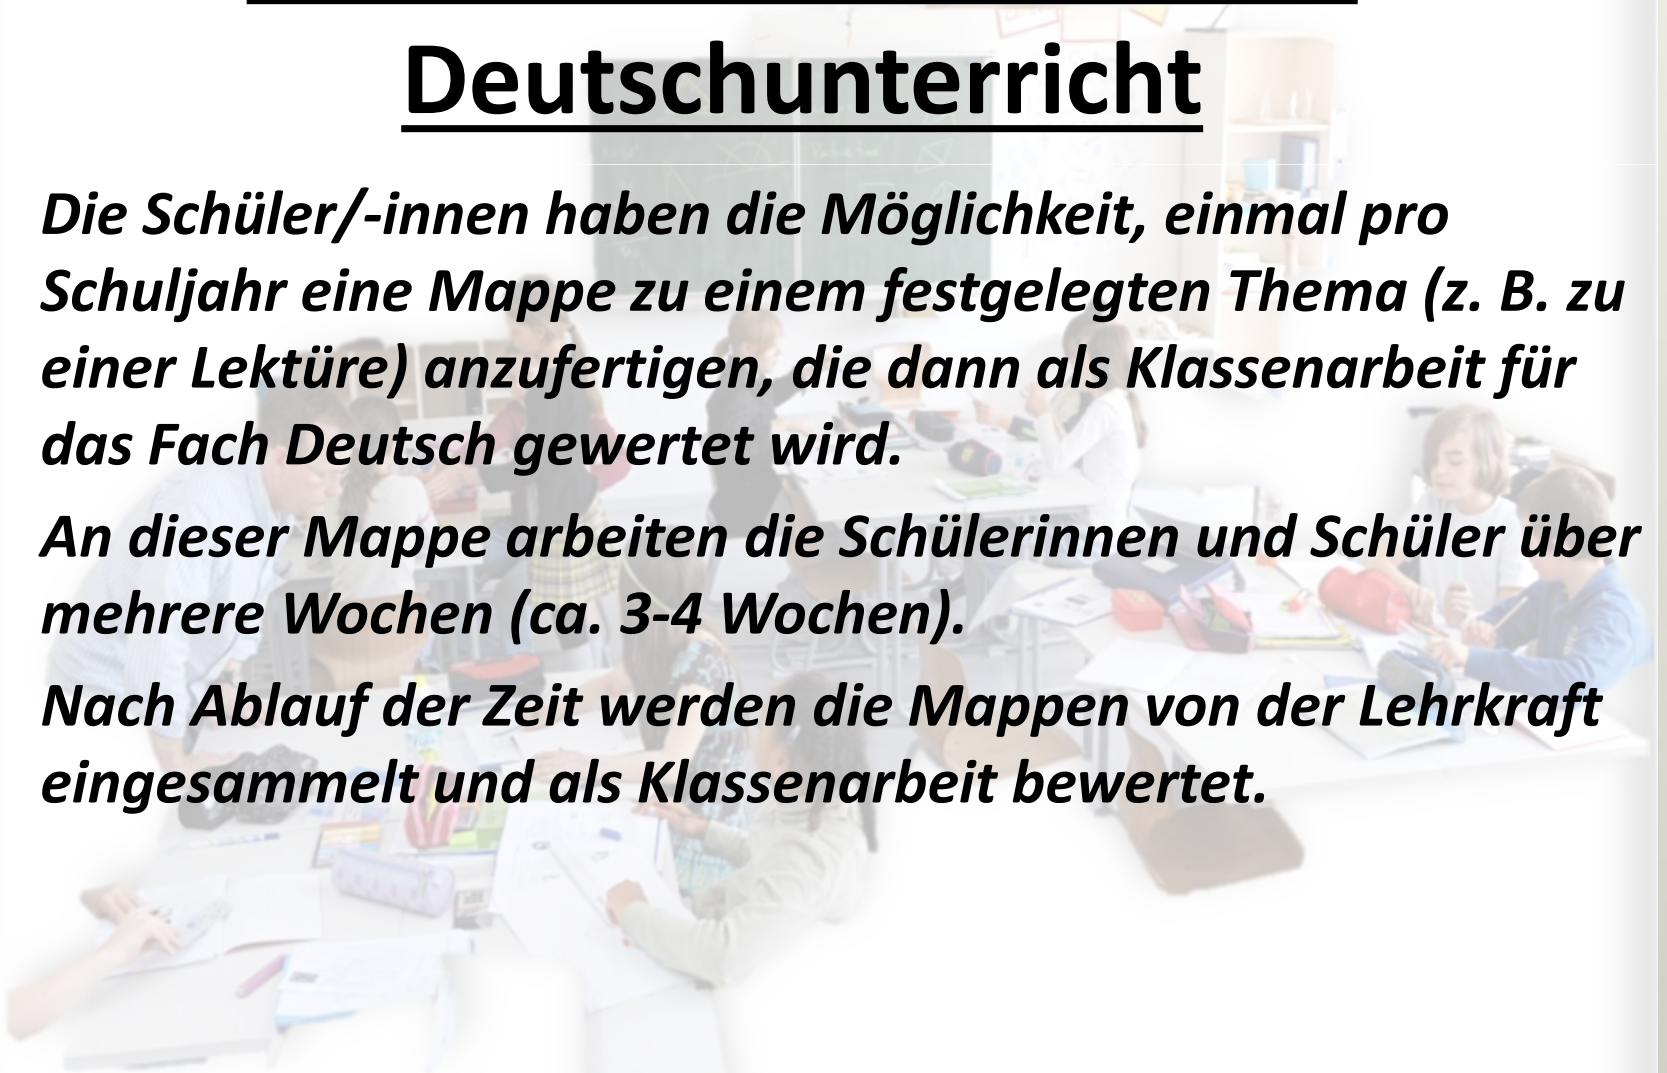 Deutschunterricht
Die Schüler/-innen haben die Möglichkeit, einmal pro
Schuljahr eine Mappe zu einem festgelegten Thema (z. B. zu
einer Lektüre) anzufertigen, die dann als Klassenarbeit für
das Fach Deutsch gewertet wird.
An dieser Mappe arbeiten die Schülerinnen und Schüler über
mehrere Wochen (ca. 3-4 Wochen).
Nach Ablauf der Zeit werden die Mappen von der Lehrkraft
eingesammelt und als Klassenarbeit bewertet.